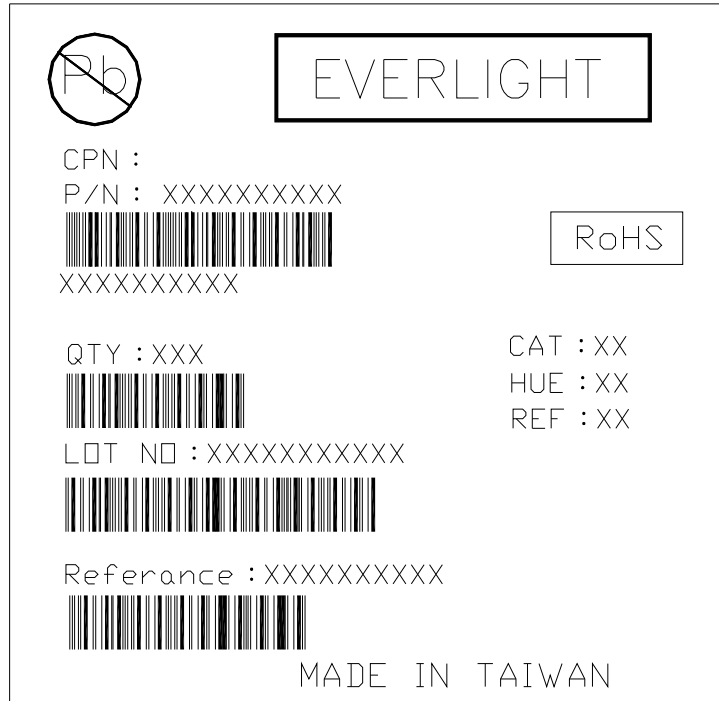 Pb
EVERLIGHT
CPN :
P/N : XXXXXXXXXX
RoHS
XXXXXXXXXX
QTY : XXX
CAT : XX
HUE : XX
REF : XX
LOT NO : XXXXXXXXXXX
Referance : XXXXXXXXXX
MADE IN TAIWAN